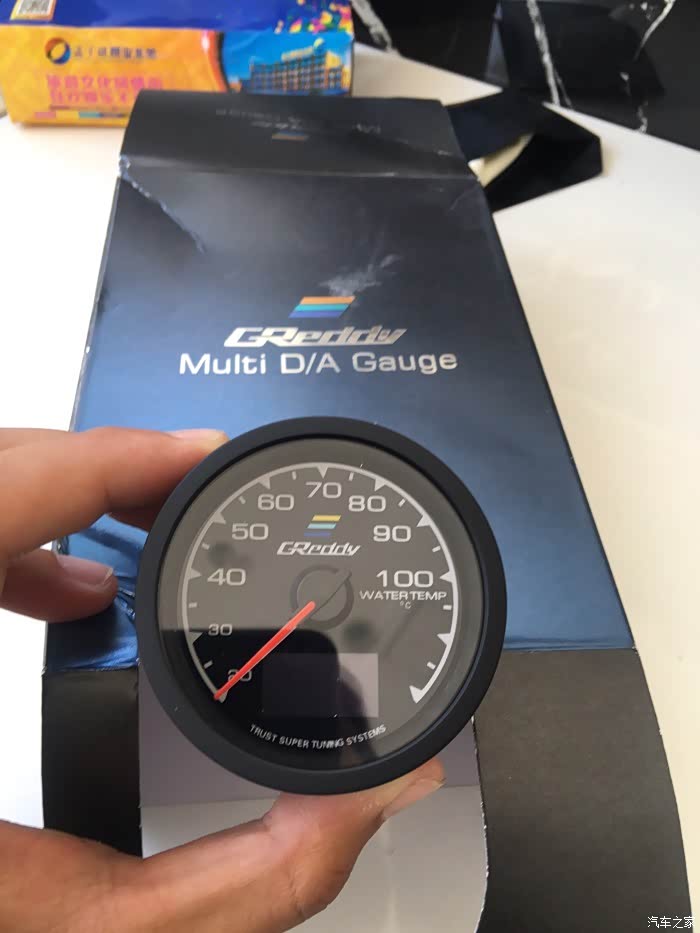 GReddy
Multi D/A Gauge
70
60
80
50
90
GReddy
40
100
WATER TEMP
°C
30
20
TRUST SUPER TUNING SYSTEMS
汽车之家